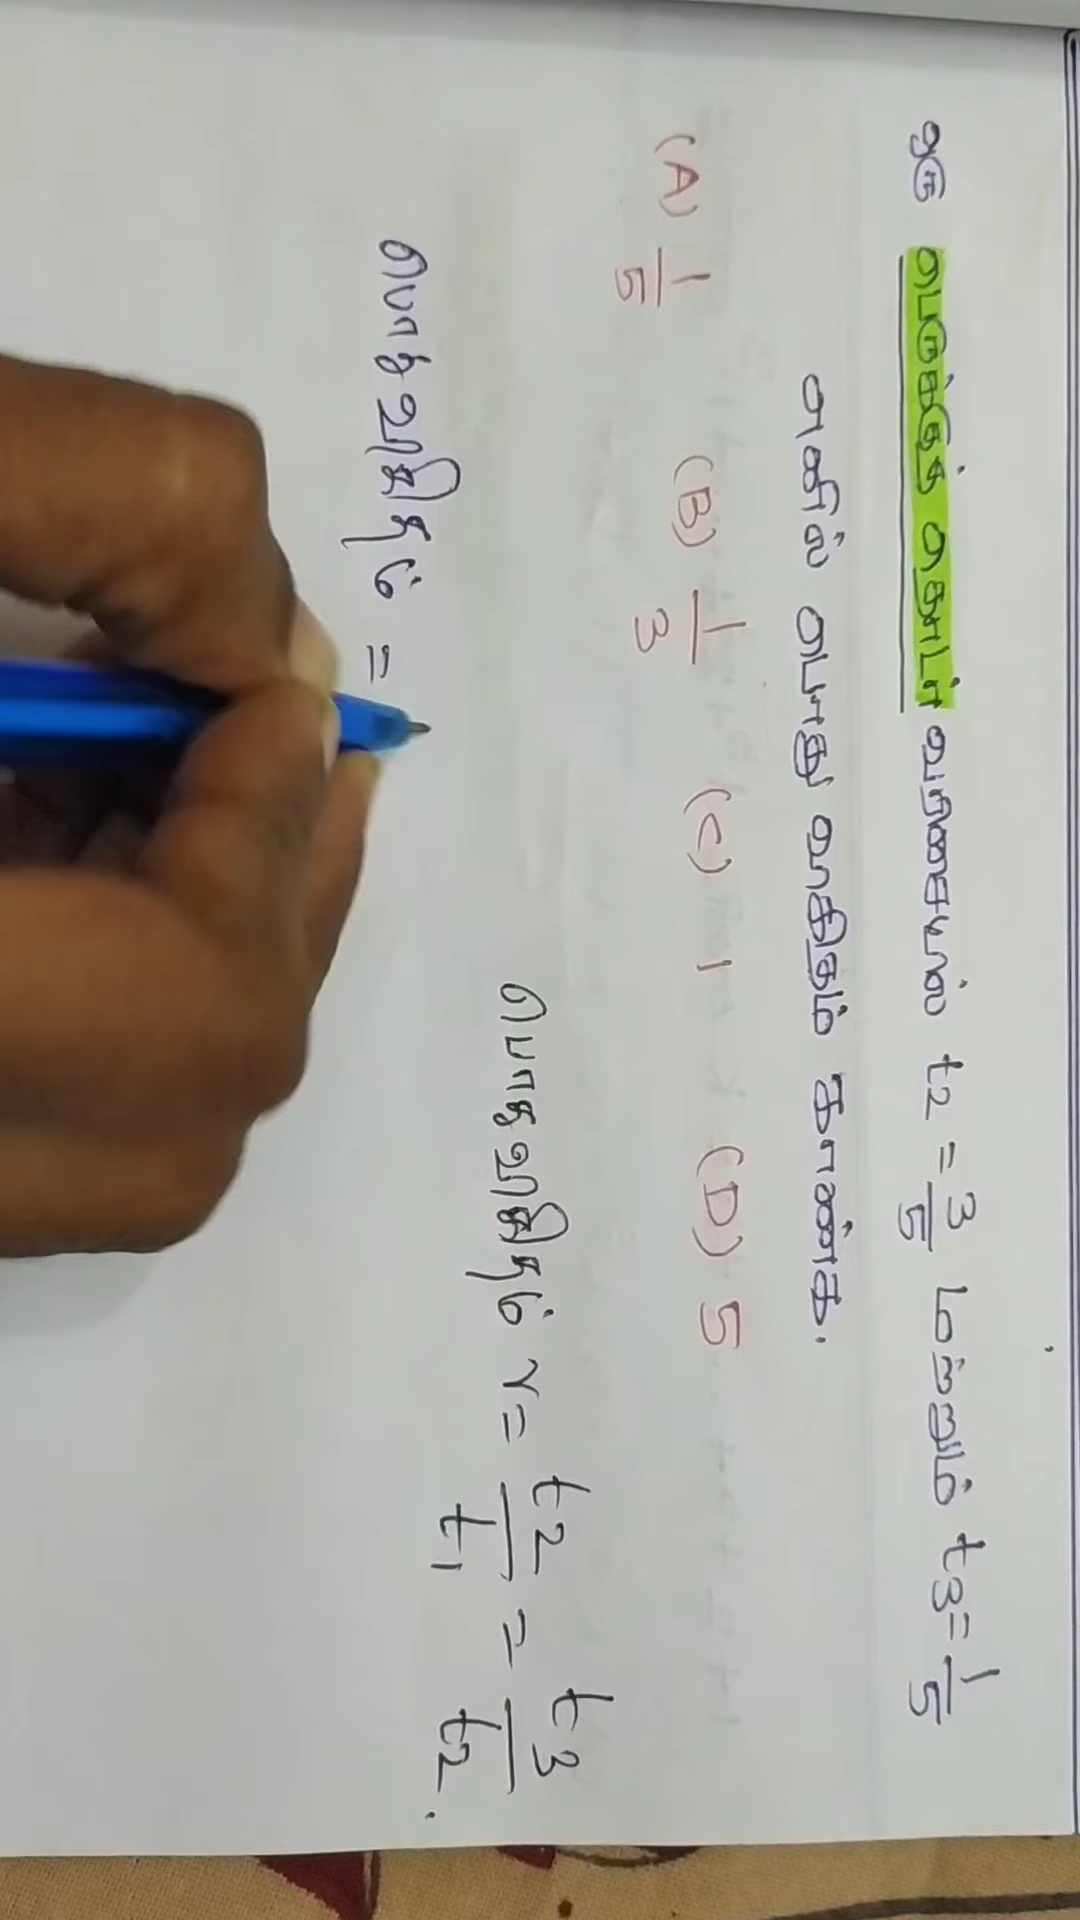 ஒரு பெருக்குத் தொடர் வரிசையில் t2 = 3/5 மற்றும் t3 = 1/5
எனில் பொது விகிதம் காண்க.
(A) 1/5 (B) 1/3 (C) 1 (D) 5
பொது விகிதம் r = t2/t1 = t3/t2.
பொது விகிதம் =